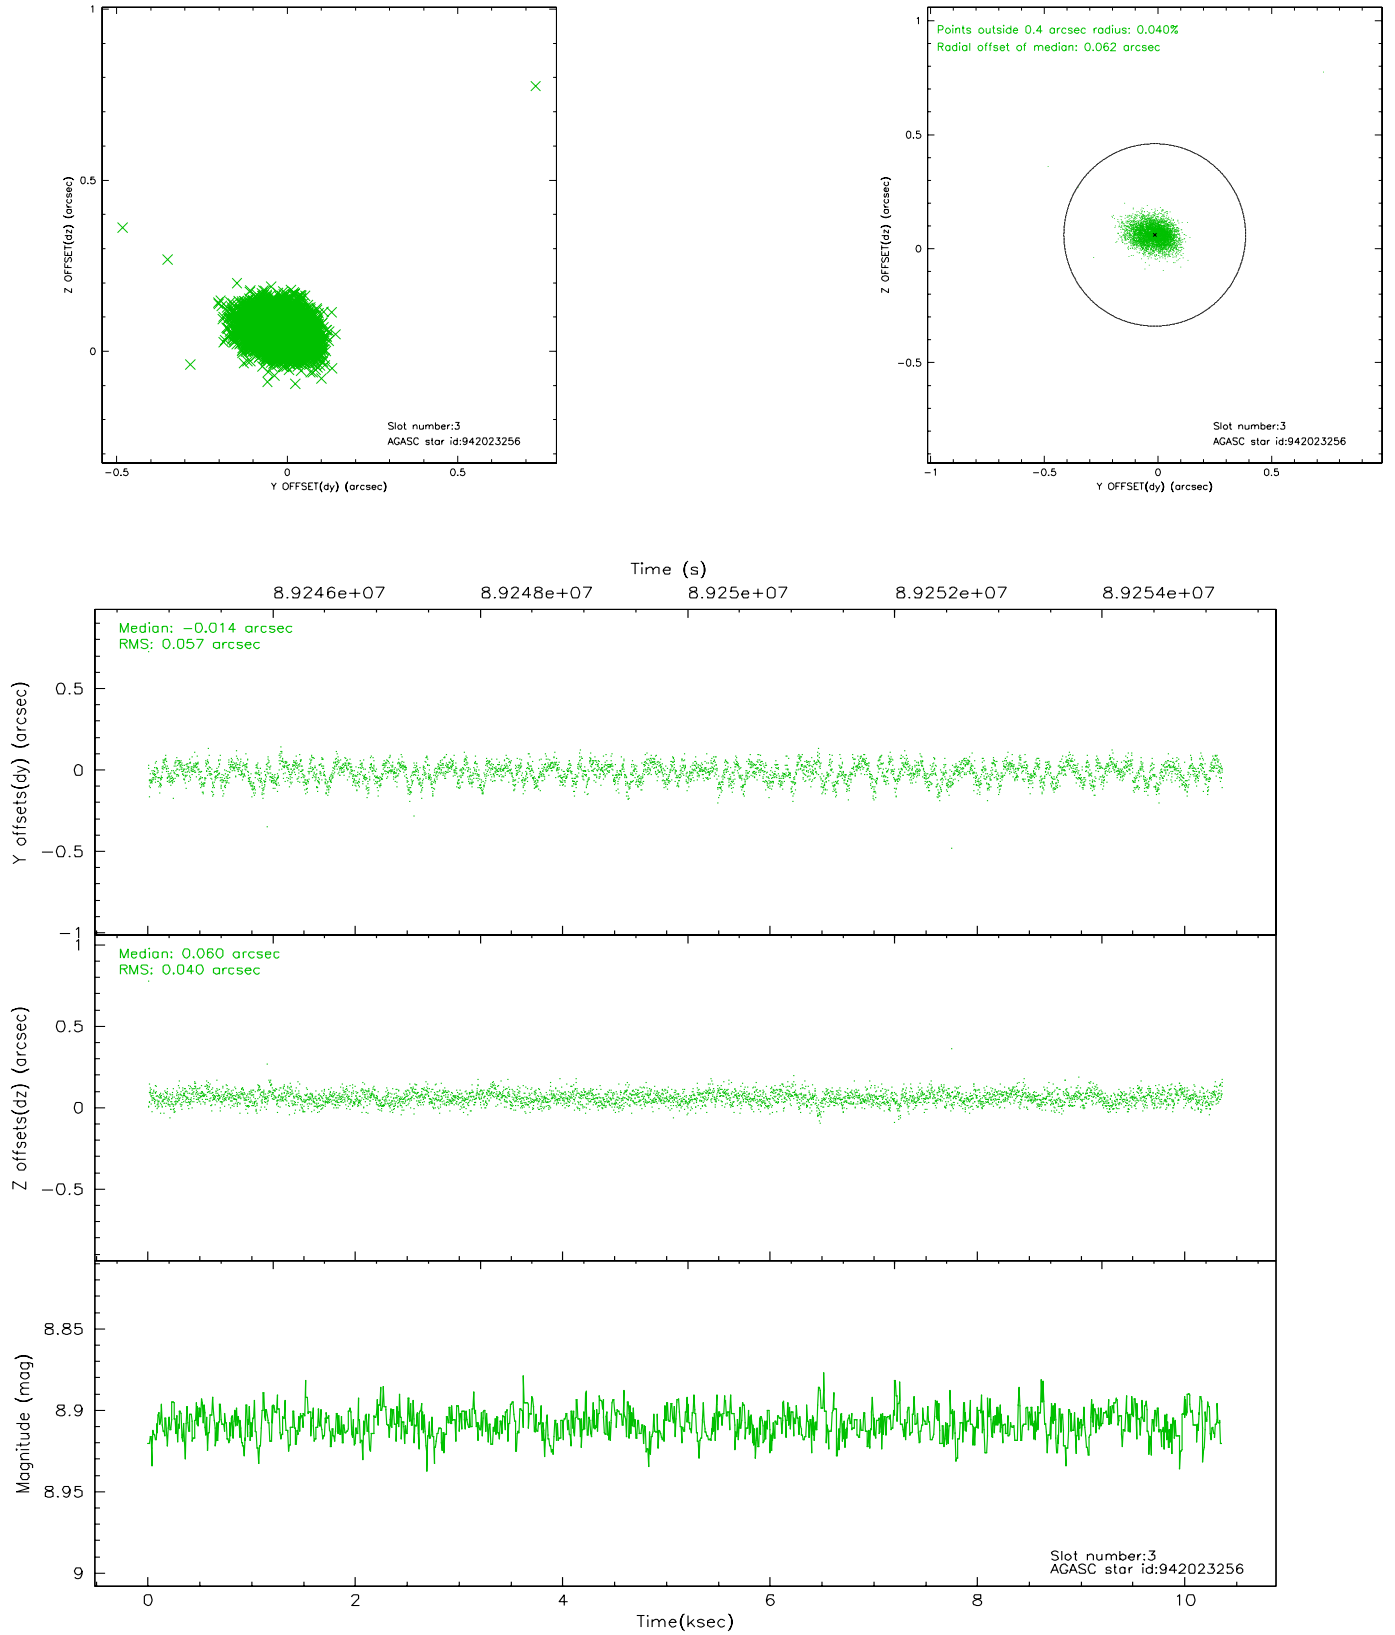 1
0.5
0
Z OFFSET(dz) (arcsec)
-0.5
0
0.5
Y OFFSET(dy) (arcsec)
Slot number:3
AGASC star id:942023256
Points outside 0.4 arcsec radius: 0.040%
Radial offset of median: 0.062 arcsec
1
0.5
0
-0.5
Z OFFSET(dz) (arcsec)
-1
-0.5
0
0.5
Y OFFSET(dy) (arcsec)
Slot number:3
AGASC star id:942023256
Time (s)
8.9246e+07
8.9248e+07
8.925e+07
8.9252e+07
8.9254e+07
Median: -0.014 arcsec
RMS: 0.057 arcsec
0.5
0
-0.5
-1
Y offsets(dy) (arcsec)
Median: 0.060 arcsec
RMS: 0.040 arcsec
1
0.5
0
-0.5
Z offsets(dz) (arcsec)
8.85
8.9
8.95
9
Magnitude (mag)
Slot number:3
AGASC star id:942023256
0
2
4
6
8
10
Time(ksec)